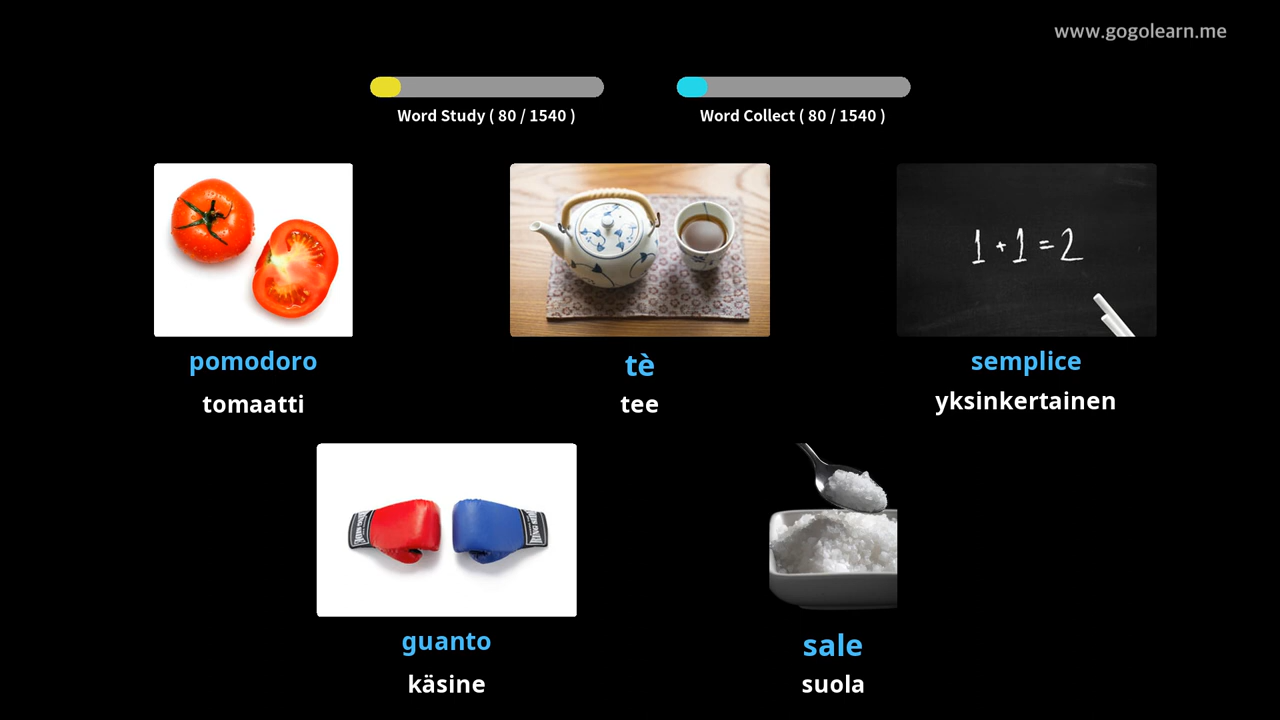 www.gogolearn.me
Word Study ( 80 / 1540 )
Word Collect ( 80 / 1540 )
1 + 1 = 2
pomodoro
tè
semplice
tomaatti
tee
yksinkertainen
guanto
sale
käsine
suola